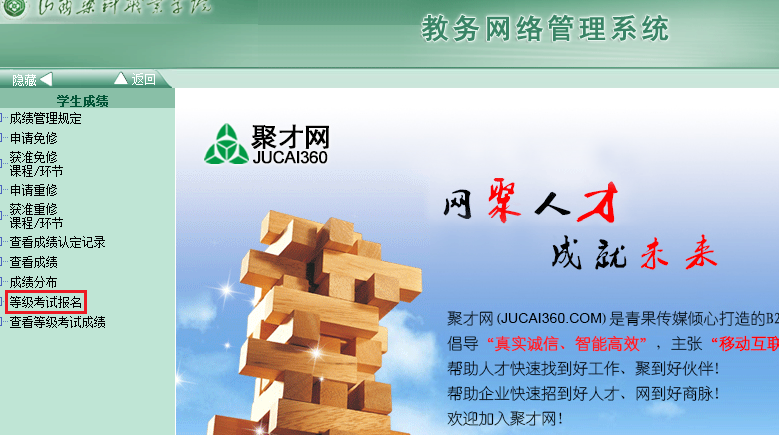 教务网络管理系统
隐藏 返回
学生成绩
成绩管理规定
申请免修
获准免修
课程/环节
申请重修
获准重修
课程/环节
查看成绩认定记录
查看成绩
成绩分布
等级考试报名
查看等级考试成绩
聚才网
JUCAI360
网聚人才
成就未来
聚才网(JUCAI360.COM)是青果传媒倾心打造的B2
倡导“真实诚信、智能高效”，主张“移动互联
帮助人才快速找到好工作、聚到好伙伴!
帮助企业快速招到好人才、网到好商脉!
欢迎加入聚才网!